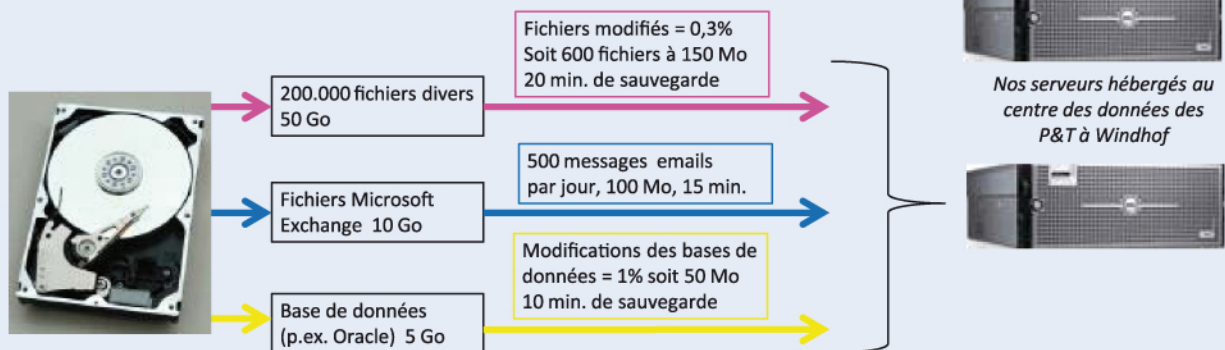 Fichiers modifiés = 0,3%
Soit 600 fichiers à 150 Mo
20 min. de sauvegarde
200.000 fichiers divers
50 Go
500 messages emails
par jour, 100 Mo, 15 min.
Fichiers Microsoft
Exchange 10 Go
Modifications des bases de
données = 1% soit 50 Mo
10 min. de sauvegarde
Base de données
(p.ex. Oracle) 5 Go
Nos serveurs hébergés au
centre des données des
P&T à Windhof